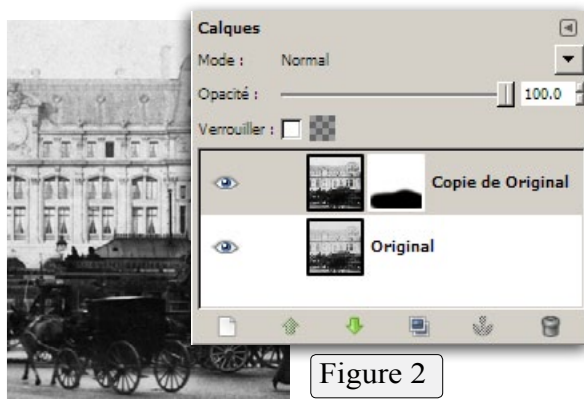 Calques
Mode : Normal
Opacité : 100.0
Verrouiller :
Copie de Original
Original
Figure 2